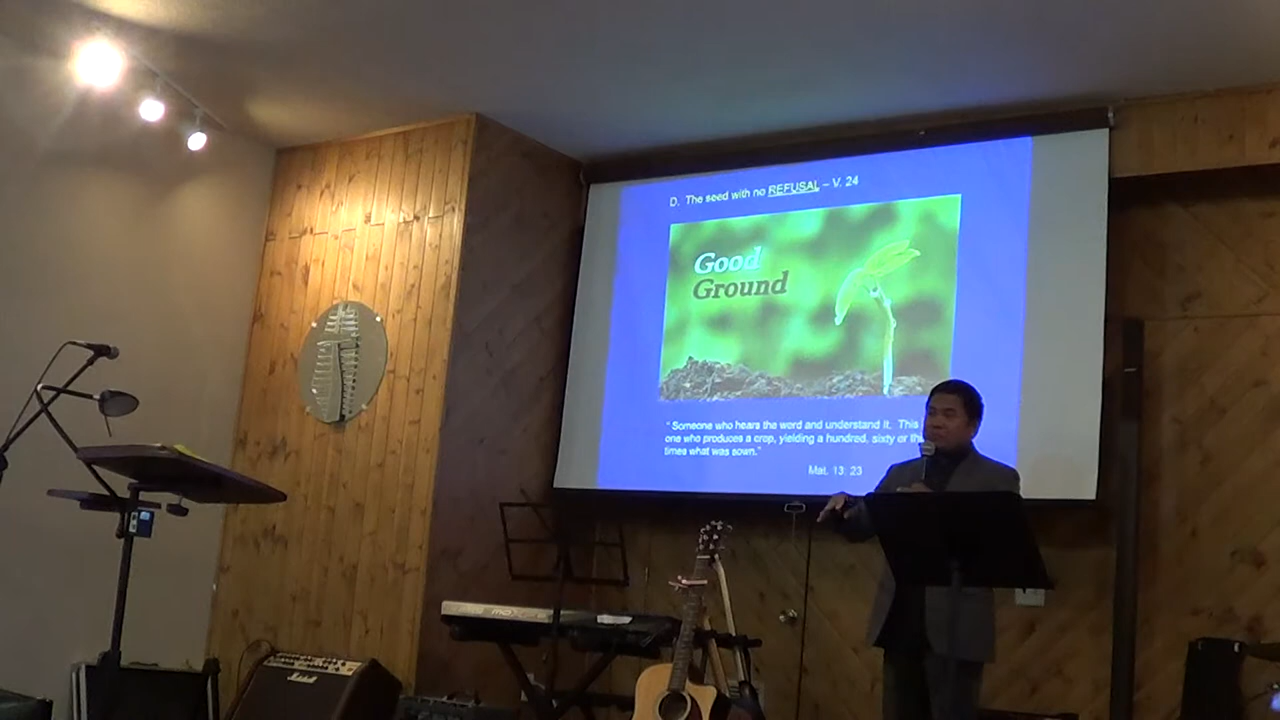 D. The seed with no REFUSAL – V. 24
Good
Ground
“ Someone who hears the word and understand it. This
one who produces a crop, yielding a hundred, sixty or
times what was sown.”
Mat. 13: 23
Marshall